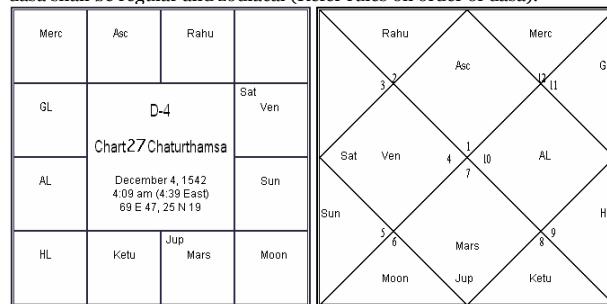 Merc Asc Rahu
GL
Sat
Ven
AL
Sun
HL Ketu
Jup
Mars
Moon
D-4
Chart27Chaturthamsa
December 4, 1542
4:09 am (4:39 East)
69 E 47, 25 N 19
Rahu Merc
Asc
3 2 12 11
Sat Ven 4 1 10 AL
7
Sun
5 6 9 8
Mars
Moon Jup Ketu